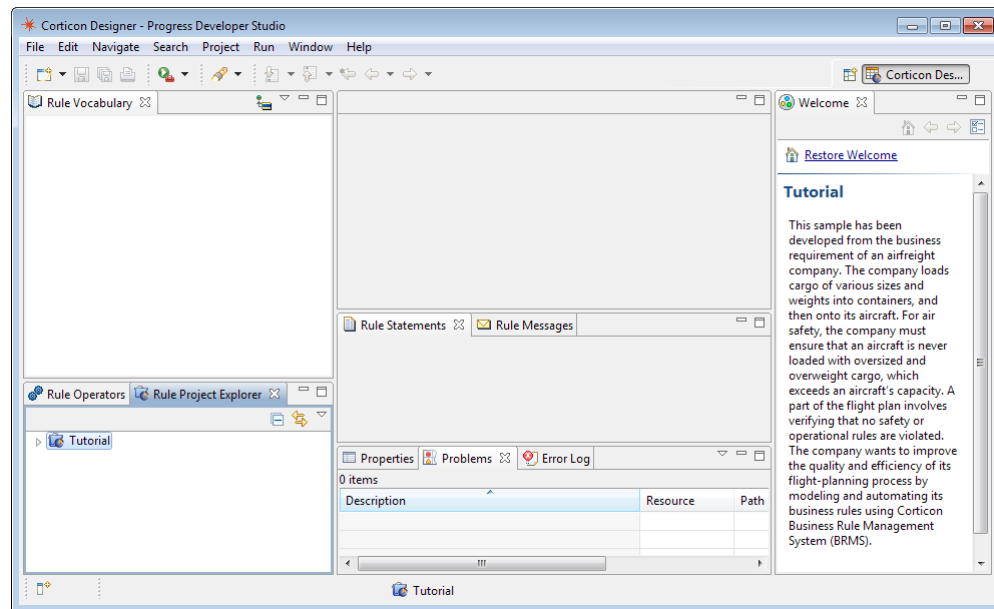 Corticon Designer - Progress Developer Studio
File Edit Navigate Search Project Run Window Help
Corticon Des...
Rule Vocabulary
Welcome
Restore Welcome
Tutorial
This sample has been
developed from the business
requirement of an airfreight
company. The company loads
cargo of various sizes and
weights into containers, and
then onto its aircraft. For air
safety, the company must
ensure that an aircraft is never
loaded with oversized and
overweight cargo, which
exceeds an aircraft's capacity. A
part of the flight plan involves
verifying that no safety or
operational rules are violated.
The company wants to improve
the quality and efficiency of its
flight-planning process by
modeling and automating its
business rules using Corticon
Business Rule Management
System (BRMS).
Rule Statements Rule Messages
Rule Operators Rule Project Explorer
Tutorial
Properties Problems Error Log
0 items
Description Resource Path
Tutorial